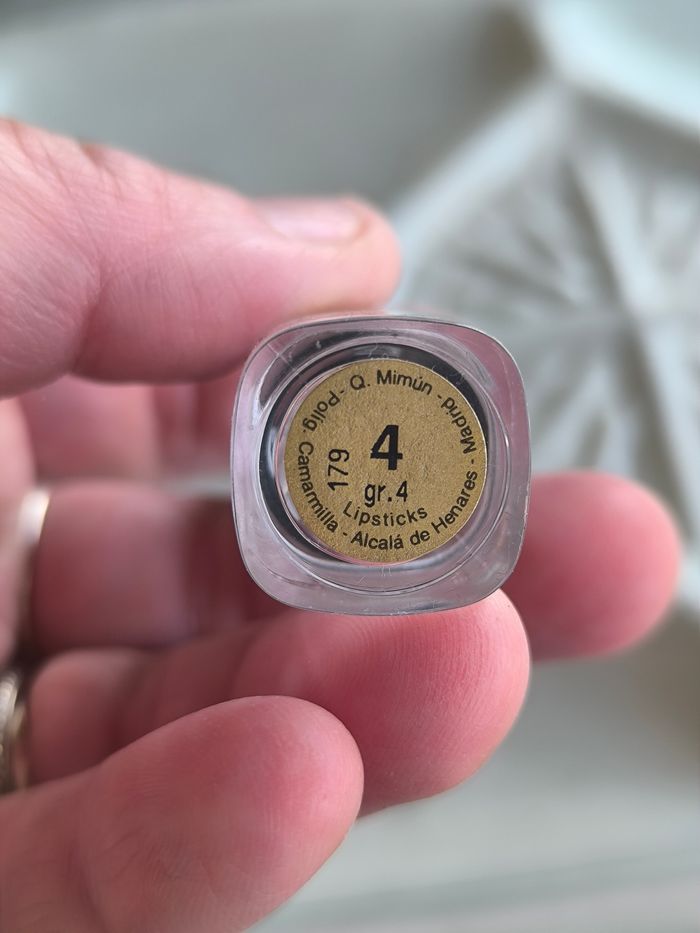 Q. Mimún - Madrid - Alcalá de Henares - Camarmilla - Polig.
179
4
gr.4
Lipsticks